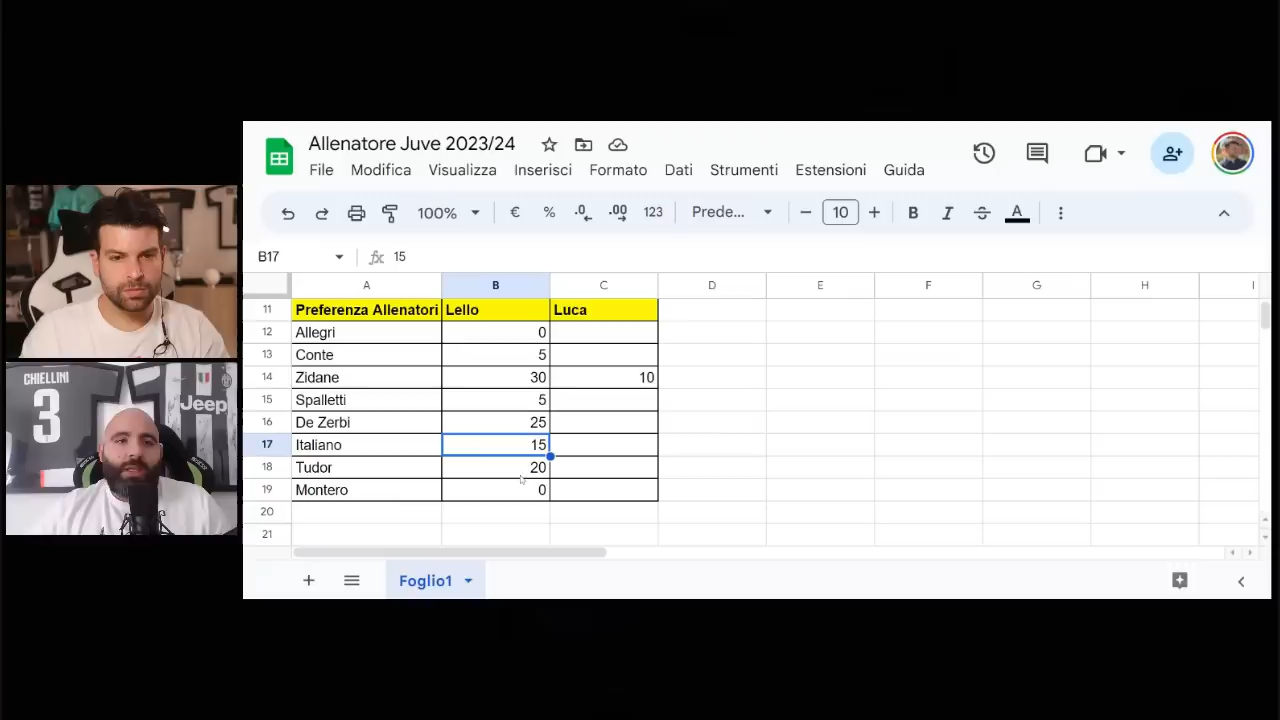 CHIELLINI
3
Jeep
Allenatore Juve 2023/24
File Modifica Visualizza Inserisci Formato Dati Strumenti Estensioni Guida
100% € % .0 .00 123 Prede... 10 B I S A
B17 fx 15
A B C D E F G H I
11 Preferenza Allenatori Lello Luca
12 Allegri 0
13 Conte 5
14 Zidane 30 10
15 Spalletti 5
16 De Zerbi 25
17 Italiano 15
18 Tudor 20
19 Montero 0
20
21
Foglio1